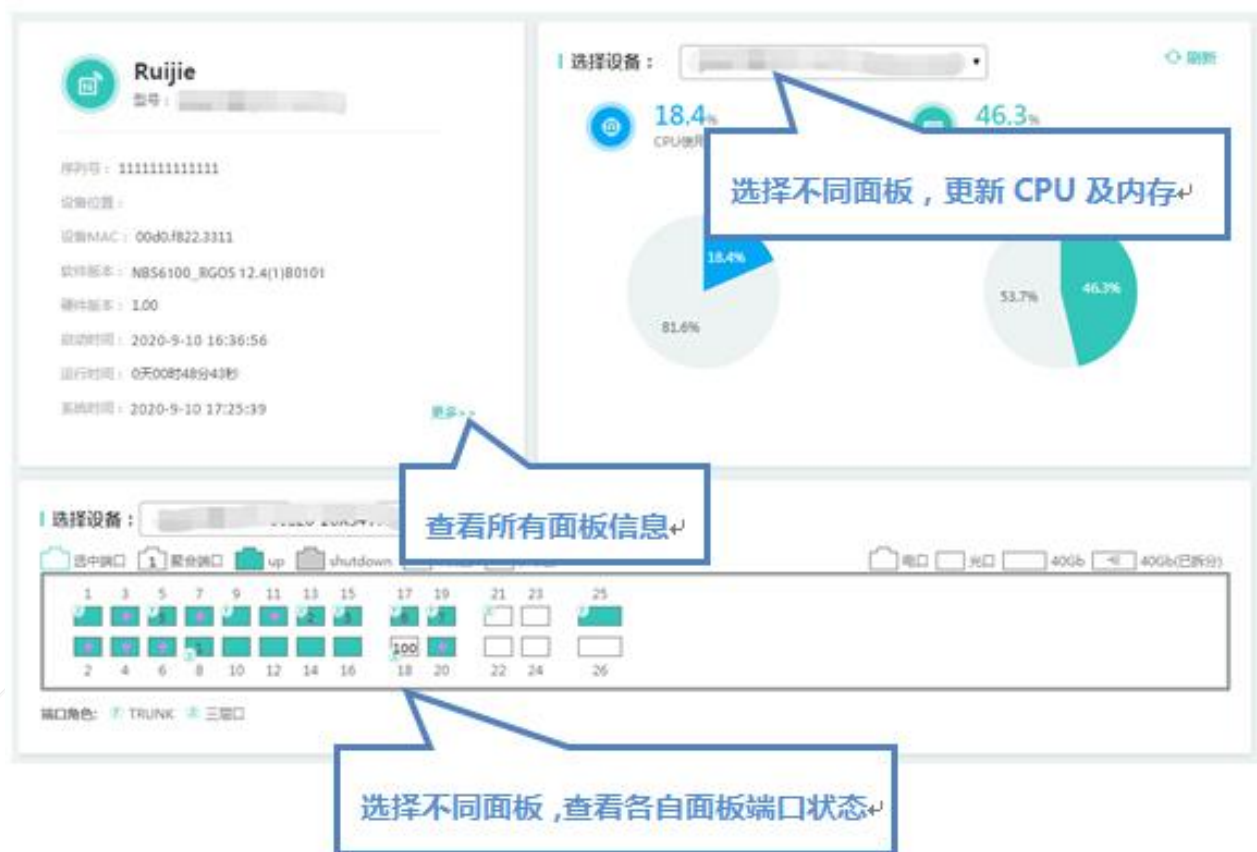 Ruijie
型号：
序列号： 1111111111111
设备位置：
设备MAC： 00d0.f822.3311
软件版本： NBS6100_RGOS 12.4(1)B0101
硬件版本： 1.00
启动时间： 2020-9-10 16:36:56
运行时间： 0天00时48分43秒
系统时间： 2020-9-10 17:25:39
更多>>
选择设备：
刷新
18.4%
CPU使用
46.3%
选择不同面板，更新 CPU 及内存↵
18.4%
81.6%
53.7%
46.3%
查看所有面板信息↵
选择设备：
选中端口 1 聚合端口 up shutdown
电口 光口 40Gb 40Gb(已拆分)
1 3 5 7 9 11 13 15 17 19 21 23 25
100
2 4 6 8 10 12 14 16 18 20 22 24 26
端口角色: TRUNK 三层口
选择不同面板,查看各自面板端口状态↵